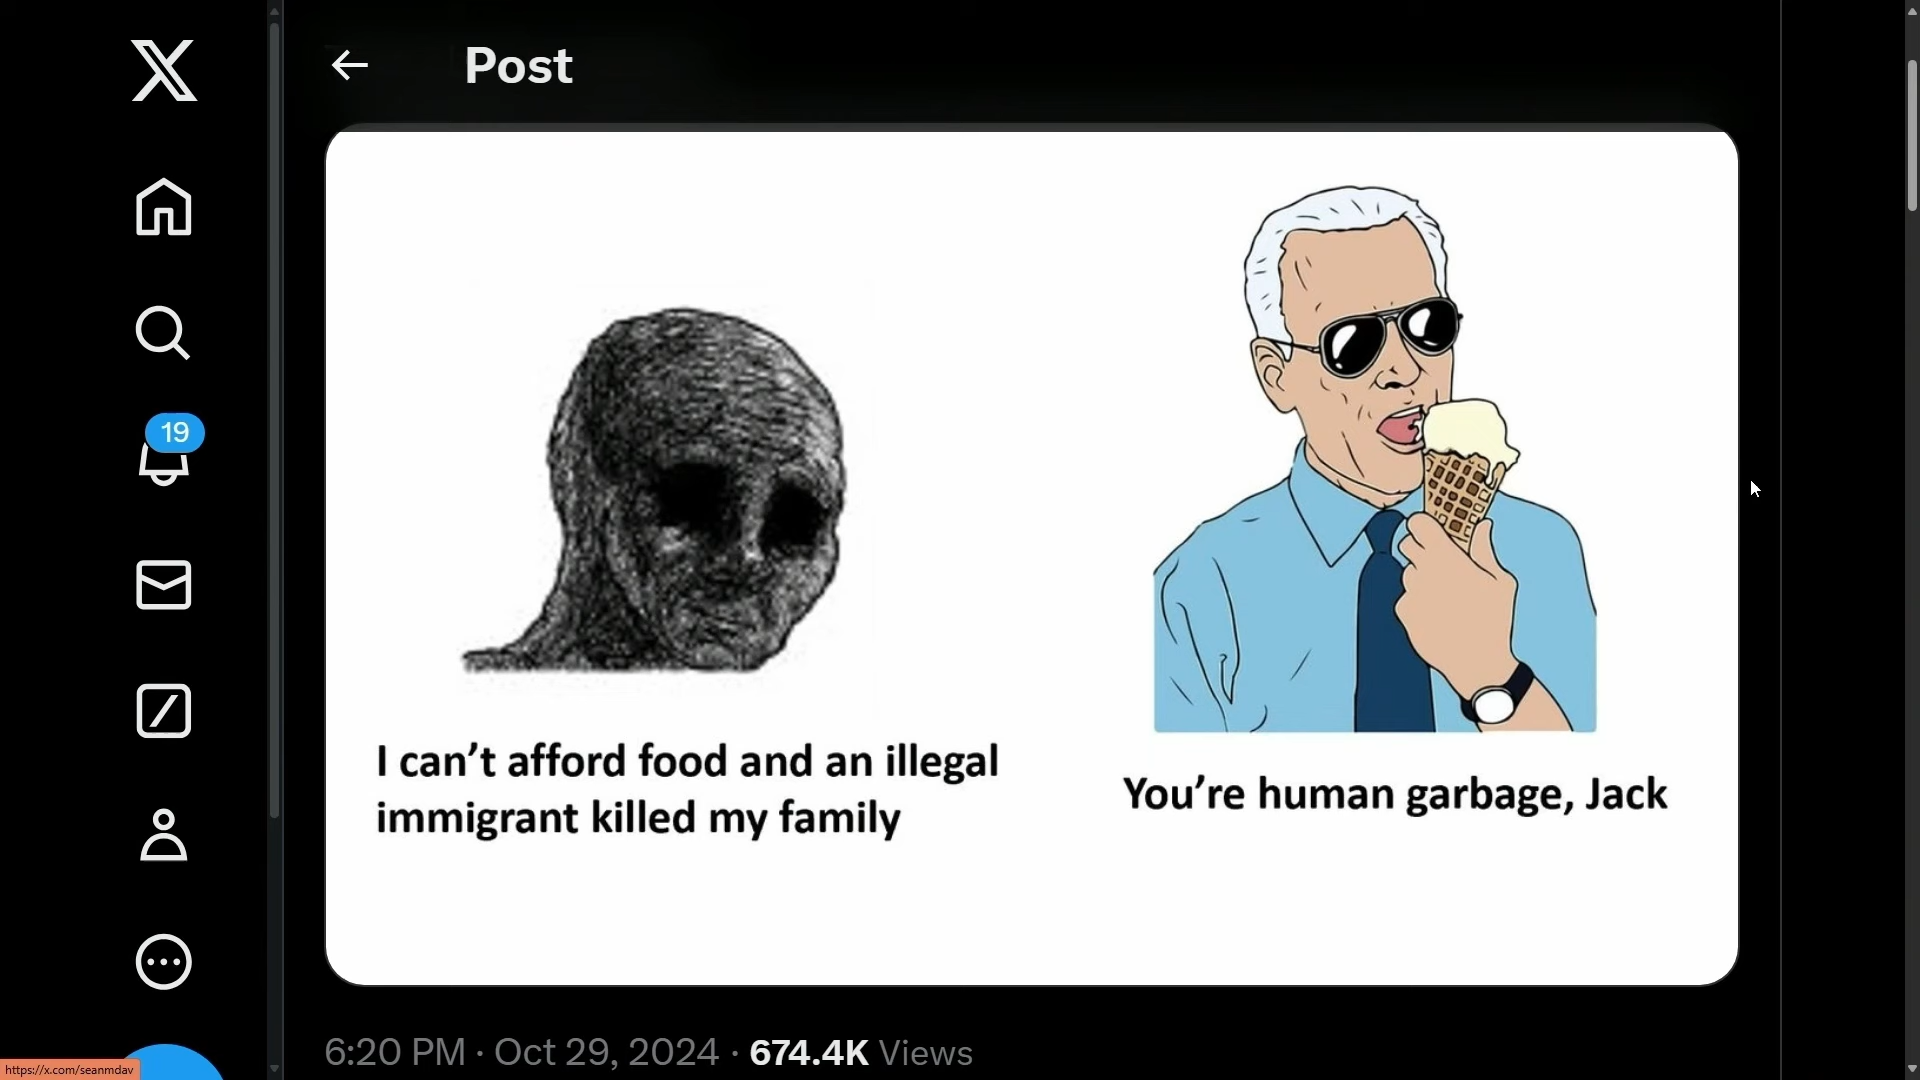 Post
19
I can’t afford food and an illegal
immigrant killed my family
You’re human garbage, Jack
6:20 PM · Oct 29, 2024 · 674.4K Views
https://x.com/seanmdav